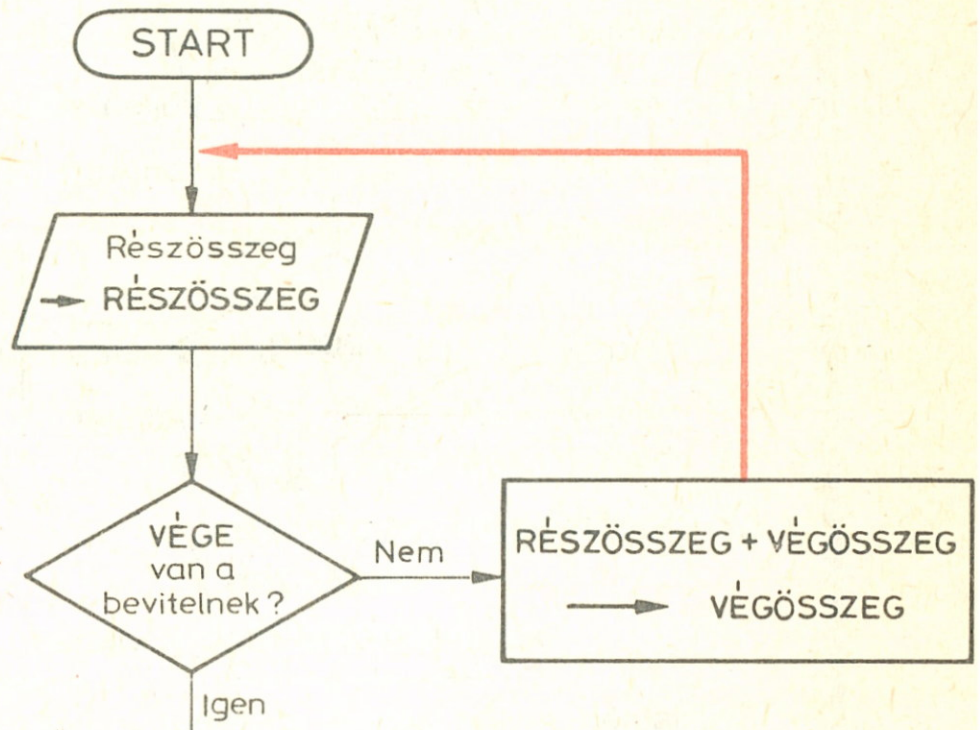 START
Részösszeg
→ RÉSZÖSSZEG
VÉGE
van a
bevitelnek?
Nem
RÉSZÖSSZEG + VÉGÖSSZEG
→ VÉGÖSSZEG
Igen